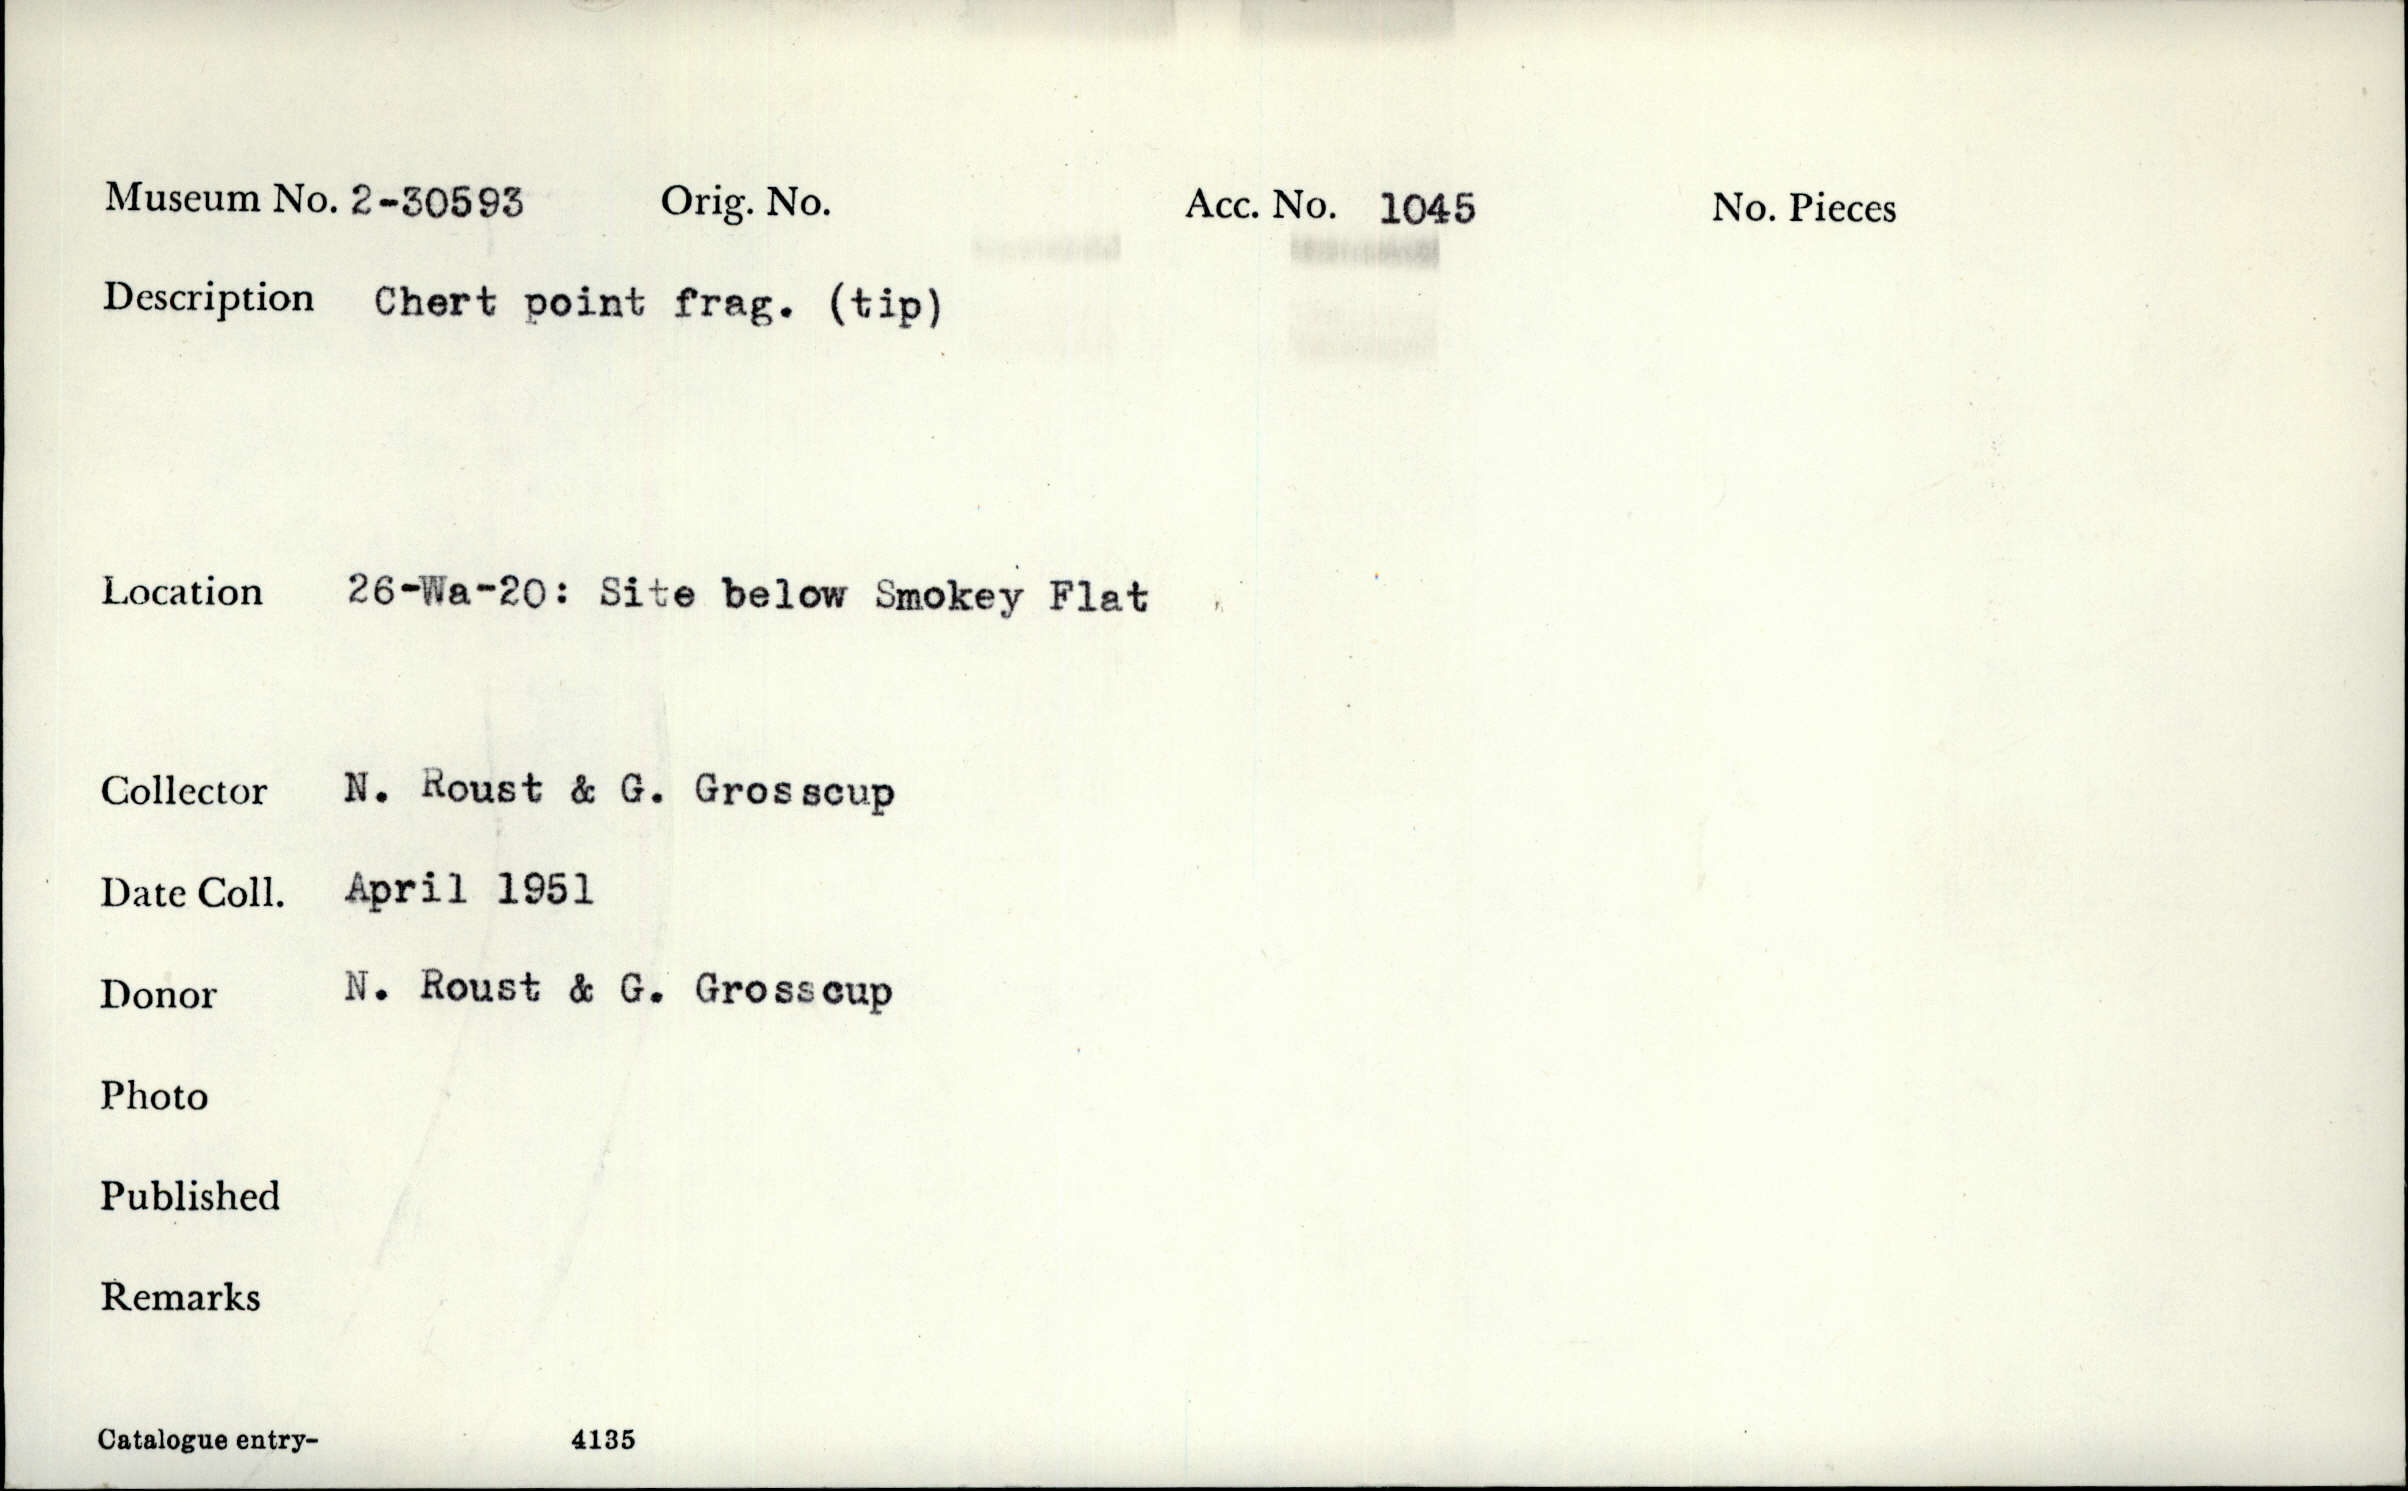 Museum No. 2-30593 Orig. No. Acc. No. 1045 No. Pieces
Description Chert point frag. (tip)
Location 26-Wa-20: Site below Smokey Flat
Collector N. Roust & G. Grosscup
Date Coll. April 1951
Donor N. Roust & G. Grosscup
Photo
Published
Remarks
Catalogue entry- 4135